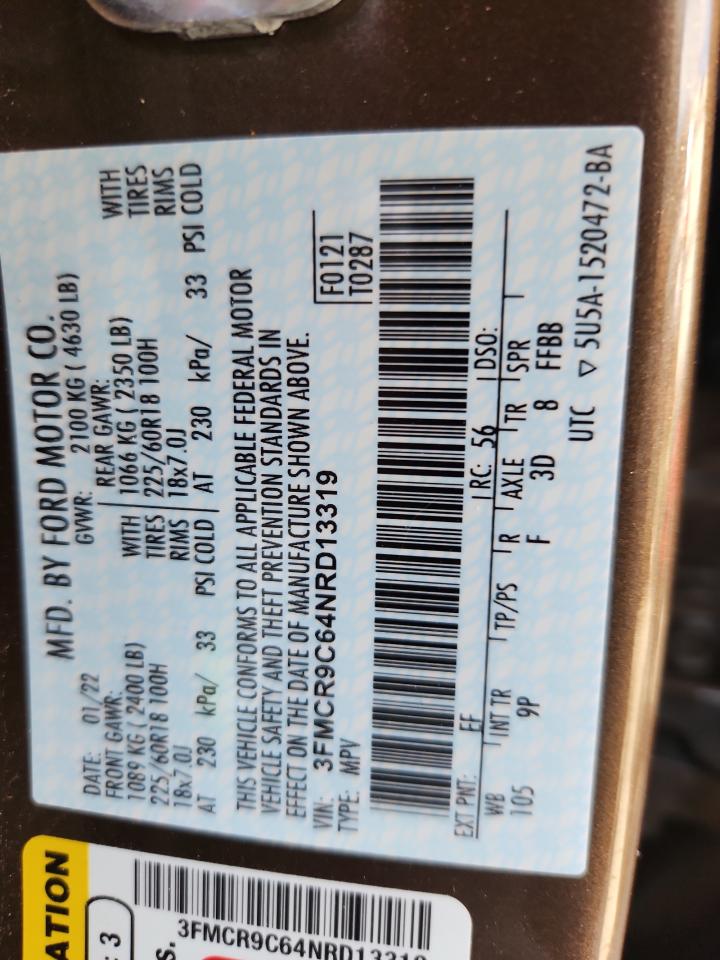 MFD. BY FORD MOTOR CO.
DATE: 01/22 GVWR: 2100 KG ( 4630 LB)
FRONT GAWR: REAR GAWR:
1089 KG ( 2400 LB) WITH 1066 KG ( 2350 LB) WITH
225/60R18 100H TIRES 225/60R18 100H TIRES
18x7.0J RIMS 18x7.0J RIMS
AT 230 kPa/ 33 PSI COLD AT 230 kPa/ 33 PSI COLD
THIS VEHICLE CONFORMS TO ALL APPLICABLE FEDERAL MOTOR
VEHICLE SAFETY AND THEFT PREVENTION STANDARDS IN
EFFECT ON THE DATE OF MANUFACTURE SHOWN ABOVE.
VIN: 3FMCR9C64NRD13319 F0121
TYPE: MPV T0287
EXT PNT: EF RC: 56 DSO:
WB INT TR TP/PS R AXLE TR SPR
105 9P F 3D 8 FFBB
UTC ▽ 5U5A-1520472-BA
ATION
: 3
s.
3FMCR9C64NRD13319